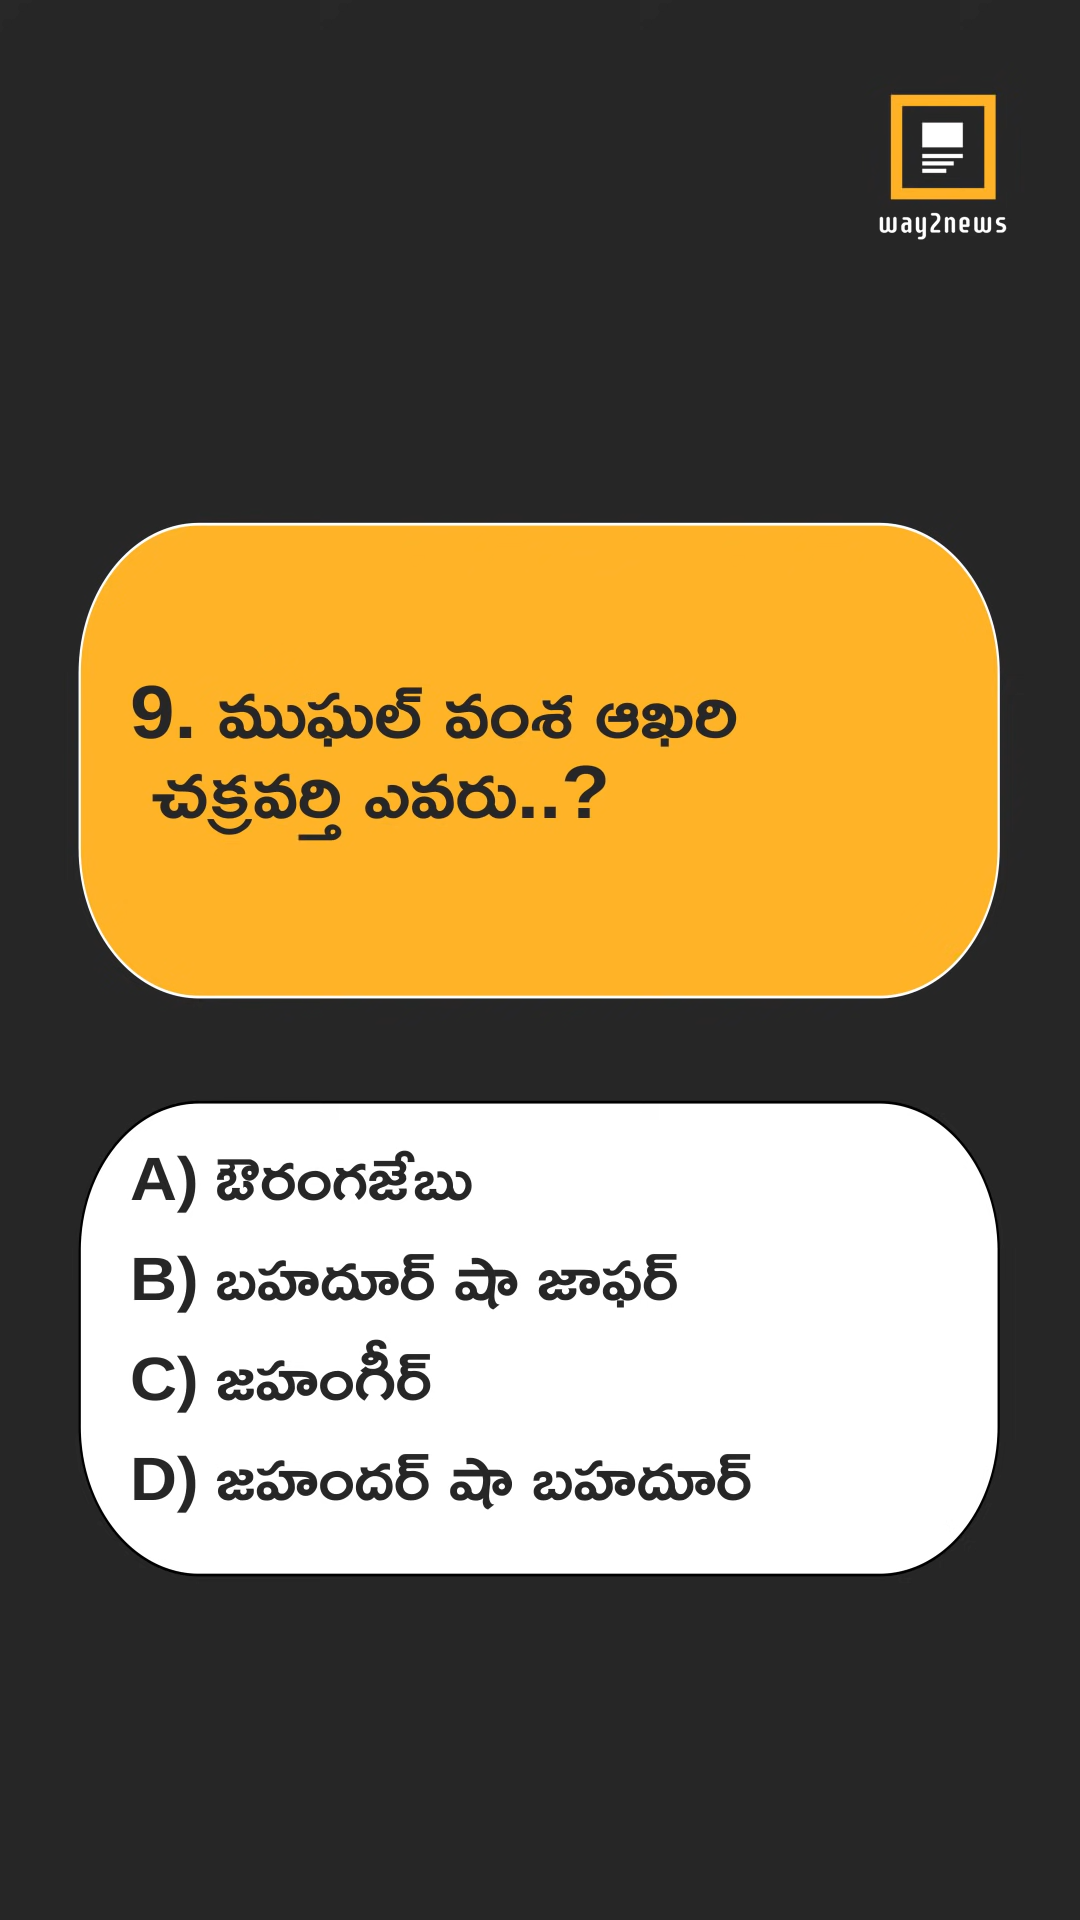 way2news
9. ముఘల్ వంశ ఆఖరి
చక్రవర్తి ఎవరు..?
A) ఔరంగజేబు
B) బహదూర్ షా జాఫర్
C) జహంగీర్
D) జహందర్ షా బహదూర్